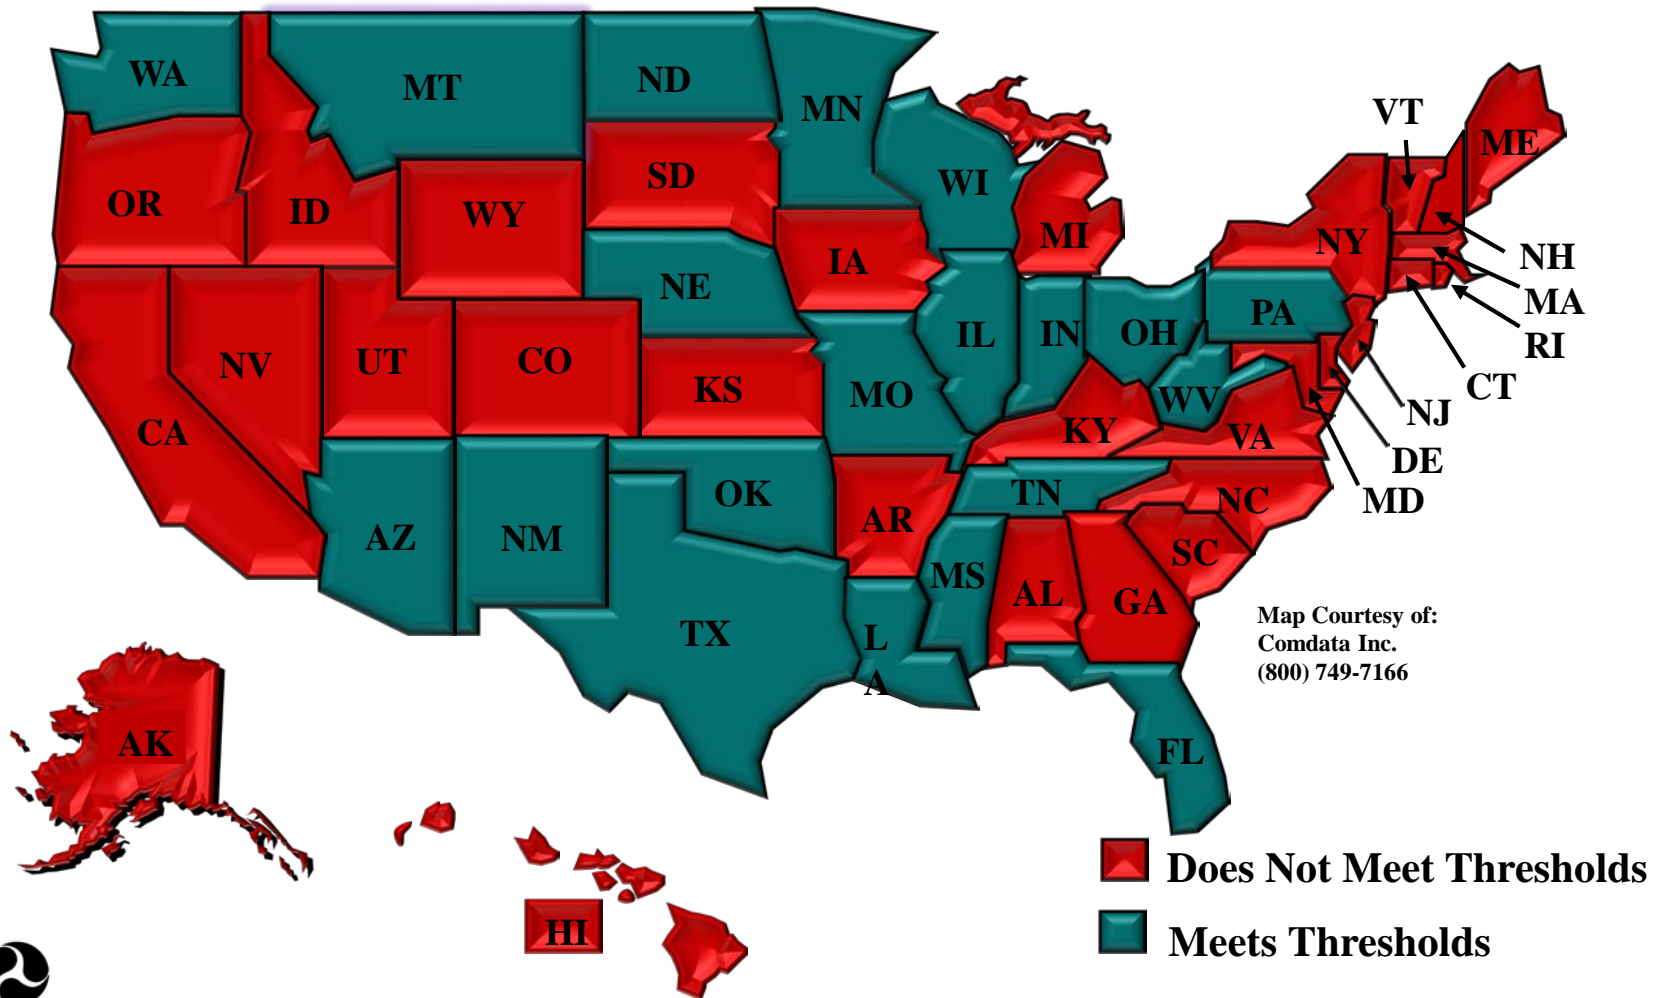 WA
MT
ND
MN
VT
ME
SD
WI
OR
ID
WY
MI
NY
IA
NH
NE
MA
PA
IL
IN
OH
RI
NV
UT
CO
KS
MO
WV
CT
NJ
CA
KY
VA
DE
OK
TN
NC
MD
AZ
NM
AR
SC
MS
AL
GA
TX
L
A
Map Courtesy of:
Comdata Inc.
(800) 749-7166
AK
FL
HI
Does Not Meet Thresholds
Meets Thresholds